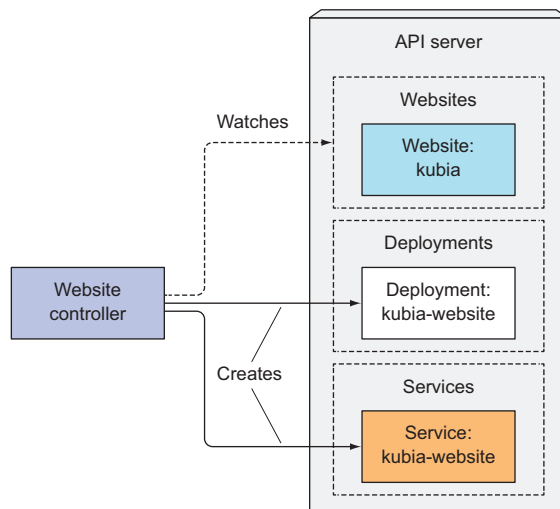 API server
Websites
Watches
Website:
kubia
Deployments
Website
controller
Deployment:
kubia-website
Creates
Services
Service:
kubia-website